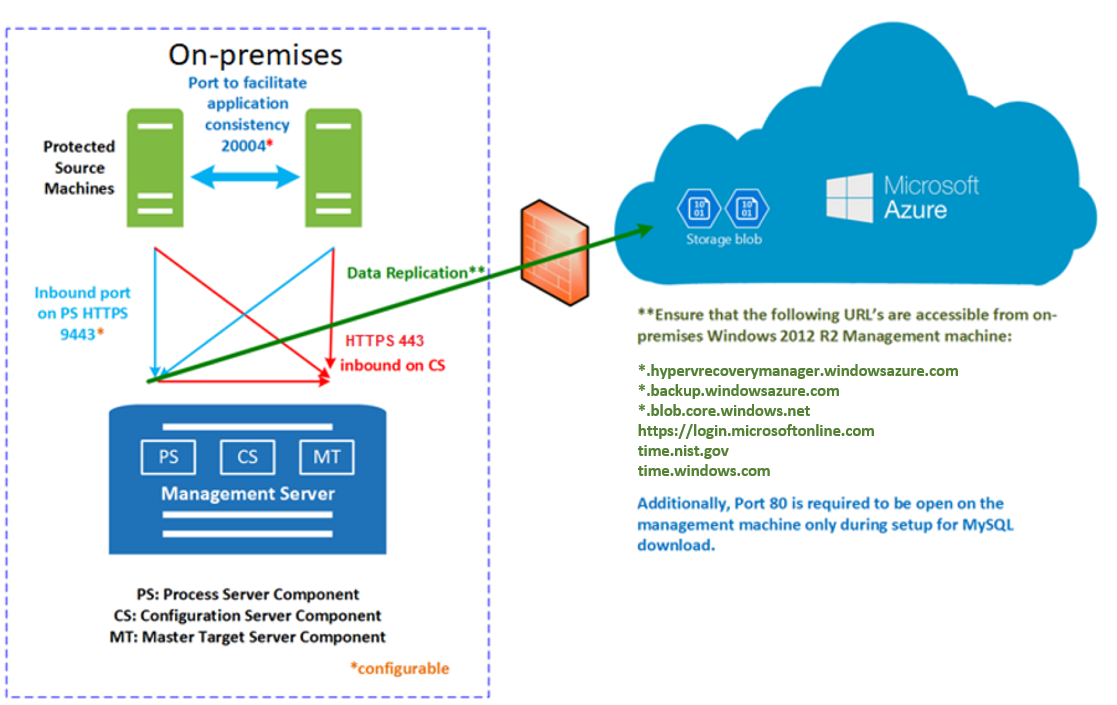 On-premises
Port to facilitate
application
consistency
20004*
Protected
Source
Machines
Inbound port
on PS HTTPS
9443*
Data Replication**
HTTPS 443
inbound on CS
PS
CS
MT
Management Server
PS: Process Server Component
CS: Configuration Server Component
MT: Master Target Server Component
*configurable
10
01
10
01
Storage blob
Microsoft
Azure
**Ensure that the following URL's are accessible from on-
premises Windows 2012 R2 Management machine:
*.hypervrecoverymanager.windowsazure.com
*.backup.windowsazure.com
*.blob.core.windows.net
https://login.microsoftonline.com
time.nist.gov
time.windows.com
Additionally, Port 80 is required to be open on the
management machine only during setup for MySQL
download.